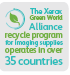 The Xerox
Green World
Alliance
recycle program
for imaging supplies
operates in over
35 countries